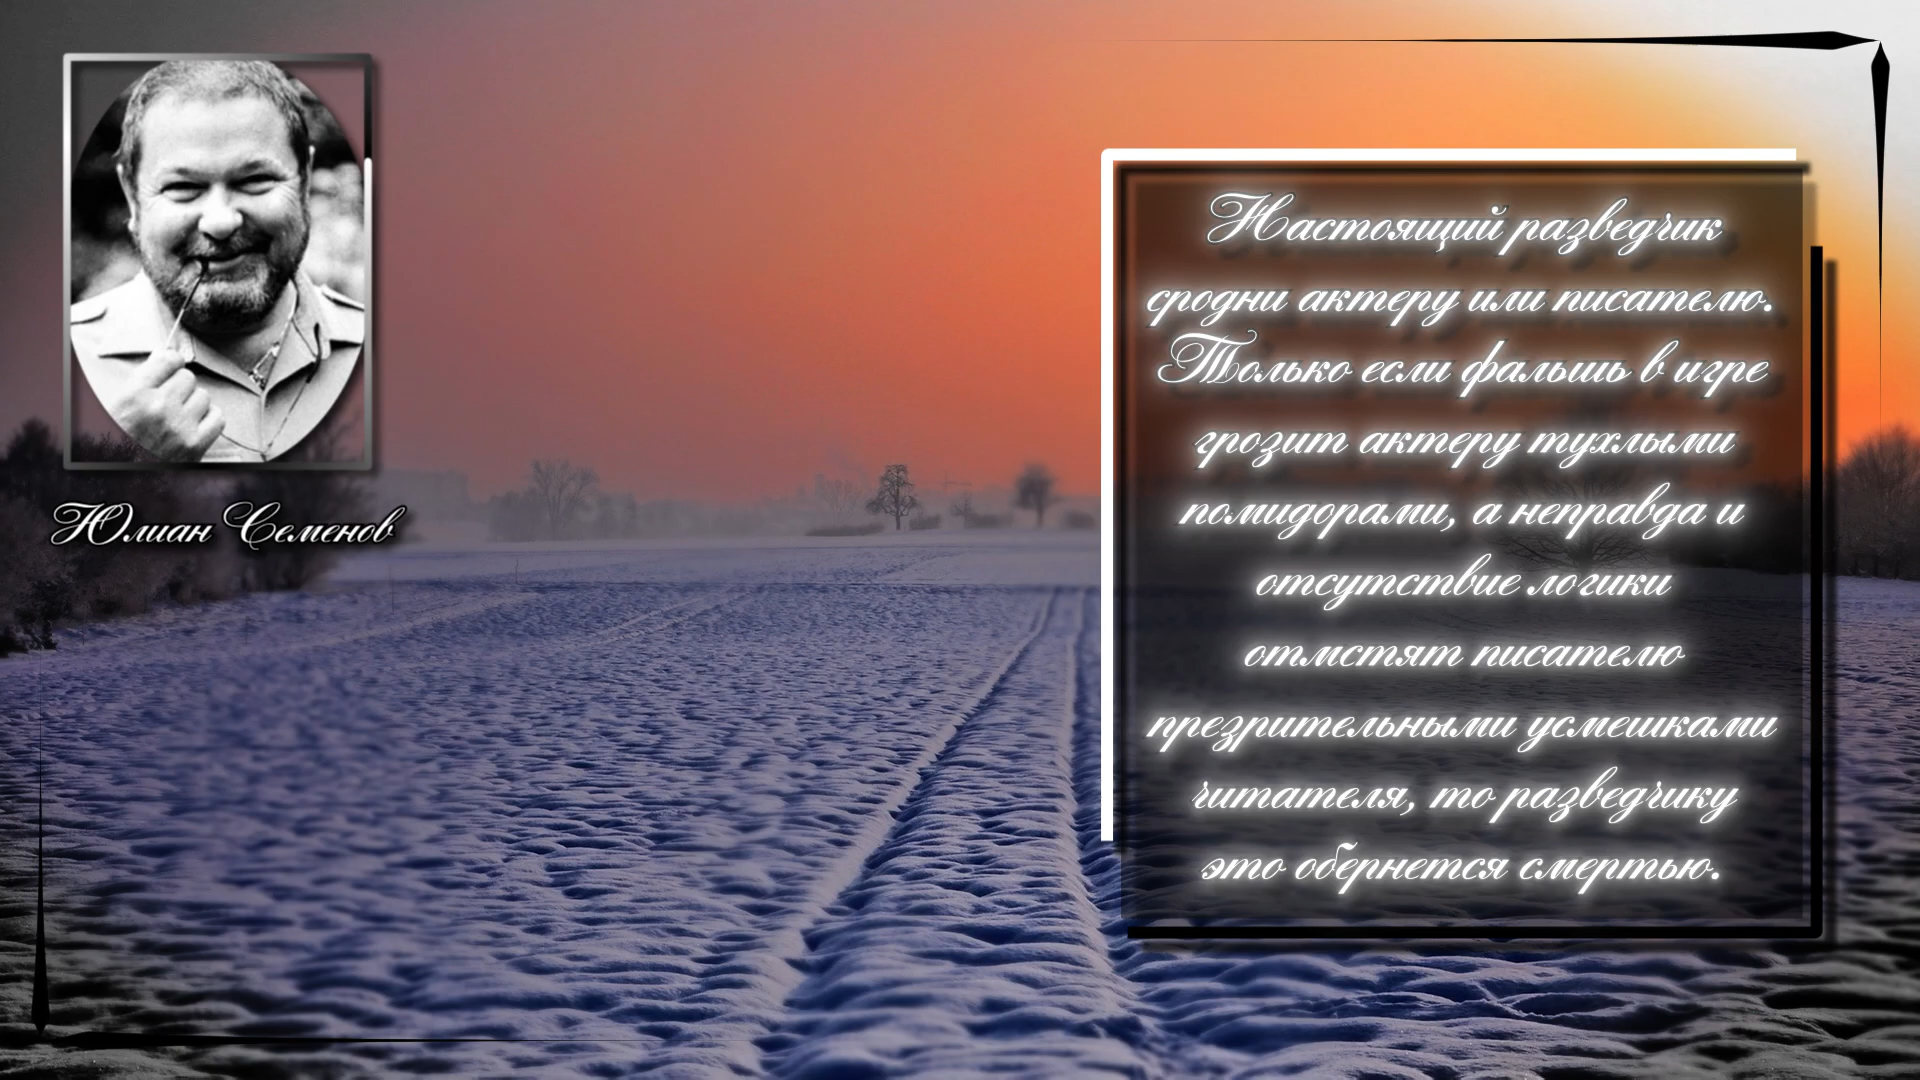 Юлиан Семенов
Настоящий разведчик
сродни актеру или писателю.
Только если фальшь в игре
грозит актеру тухлыми
помидорами, а неправда и
отсутствие логики
отмстят писателю
презрительными усмешками
читателя, то разведчику
это обернется смертью.